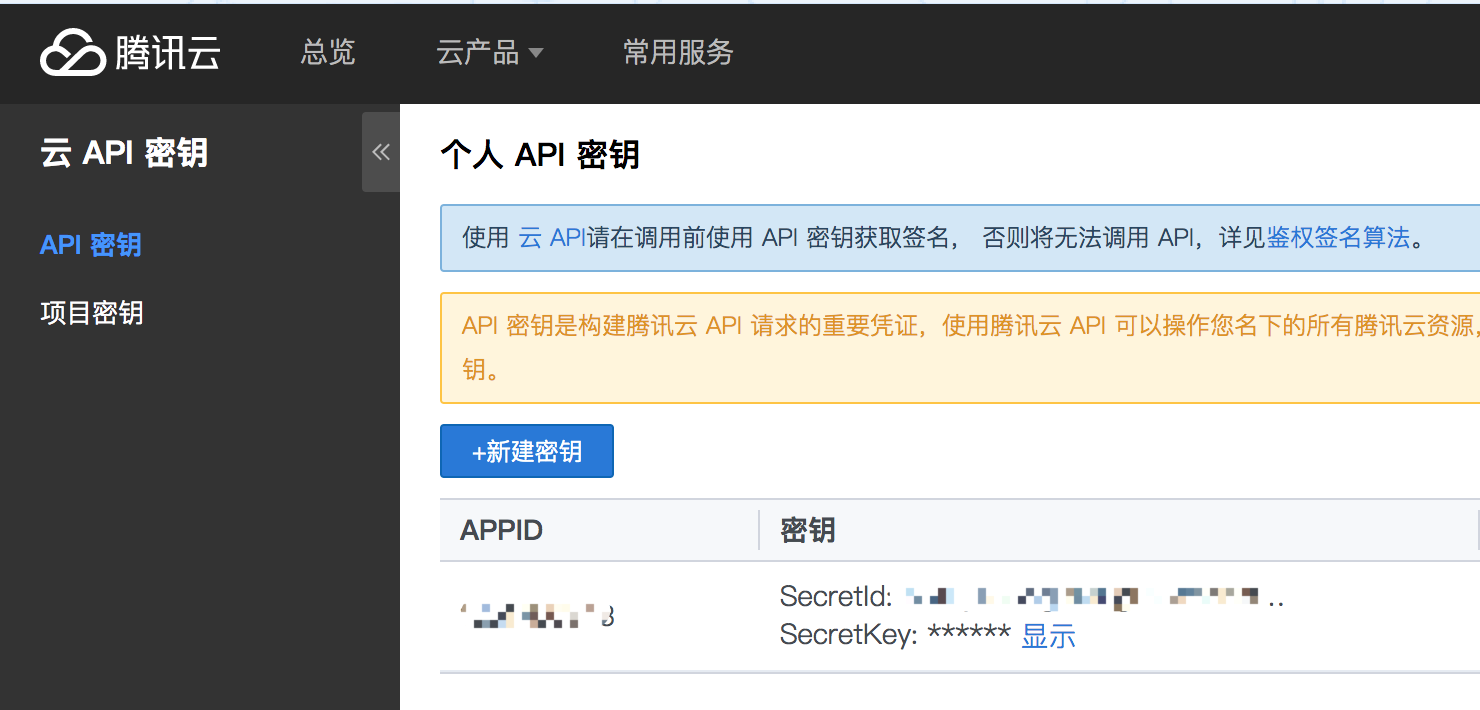 腾讯云 总览 云产品 常用服务
云 API 密钥
API 密钥
项目密钥
个人 API 密钥
使用 云 API请在调用前使用 API 密钥获取签名， 否则将无法调用 API，详见鉴权签名算法。
API 密钥是构建腾讯云 API 请求的重要凭证，使用腾讯云 API 可以操作您名下的所有腾讯云资源，
钥。
+新建密钥
APPID 密钥
SecretId: ..
SecretKey: ****** 显示